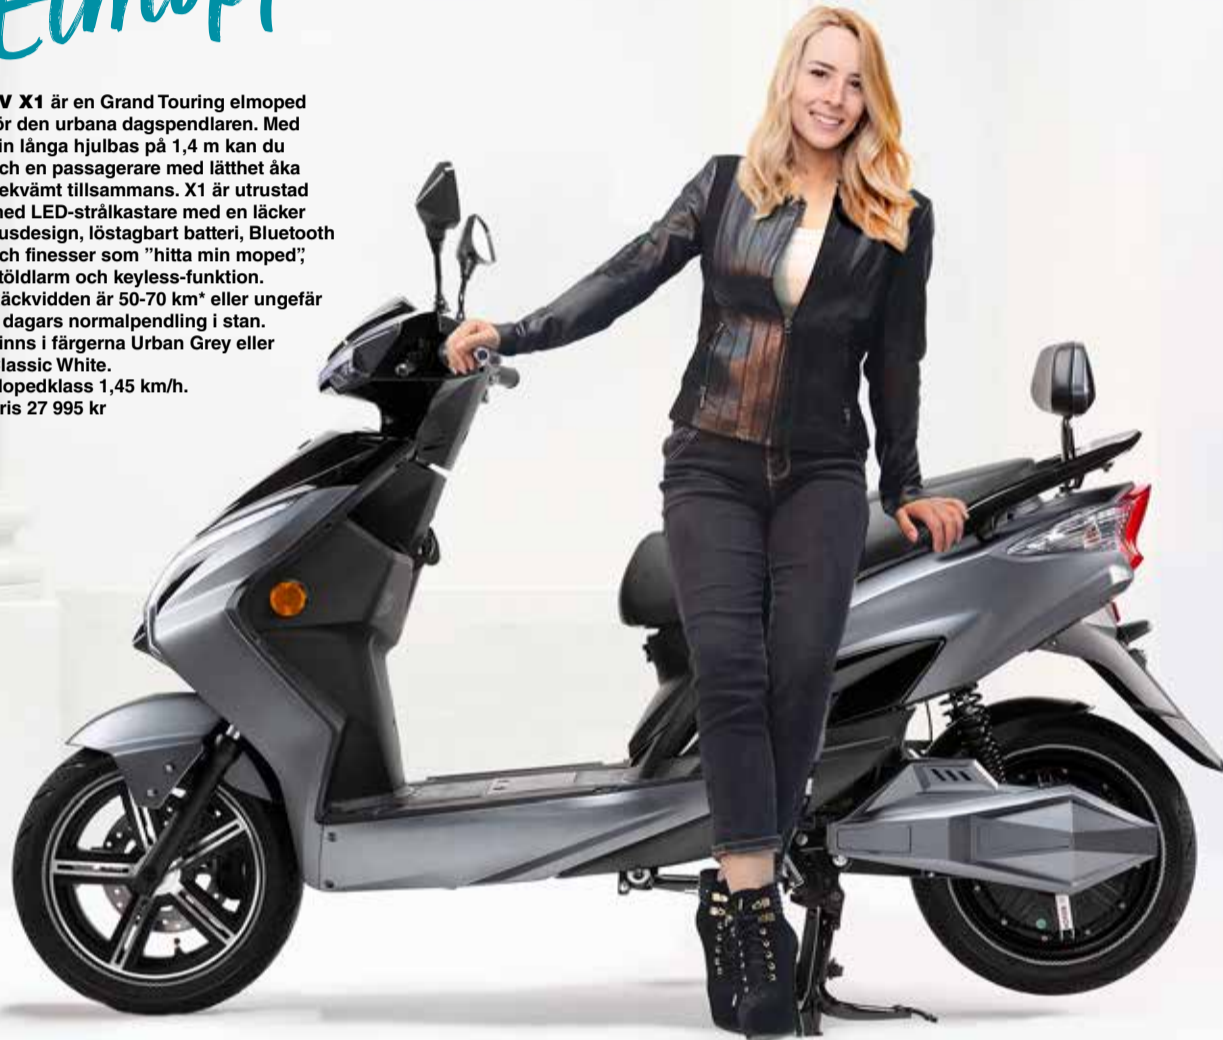 Elmop
V X1 är en Grand Touring elmoped
ör den urbana dagspendlaren. Med
in långa hjulbas på 1,4 m kan du
ch en passagerare med lätthet åka
ekvämt tillsammans. X1 är utrustad
ned LED-strålkastare med en läcker
usdesign, löstagbart batteri, Bluetooth
ch finesser som ”hitta min moped”,
töldlarm och keyless-funktion.
äckvidden är 50-70 km* eller ungefär
dagars normalpendling i stan.
inns i färgerna Urban Grey eller
lassic White.
lopedklass 1,45 km/h.
ris 27 995 kr